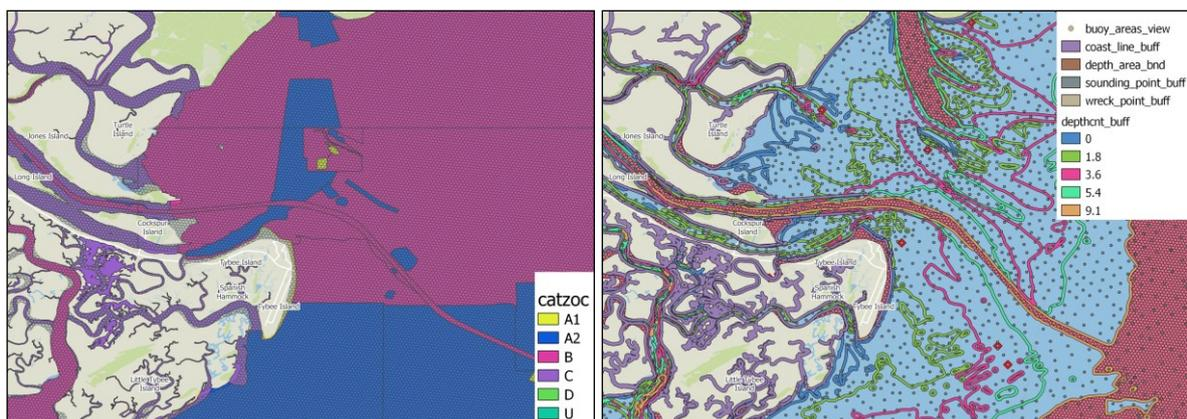 Turtle
Island
Jones Island
Long Island
Cockspur
Island
Tybee Island
Spanish
Hammock
Tybee Island
Little Tybee
Island
catzoc
A1
A2
B
C
D
U
Turtle
Island
Jones Island
Long Island
Cockspur
Island
Tybee Island
Spanish
Hammock
Tybee Island
Little Tybee
Island
buoy_areas_view
coast_line_buff
depth_area_bnd
sounding_point_buff
wreck_point_buff
depthcnt_buff
0
1.8
3.6
5.4
9.1